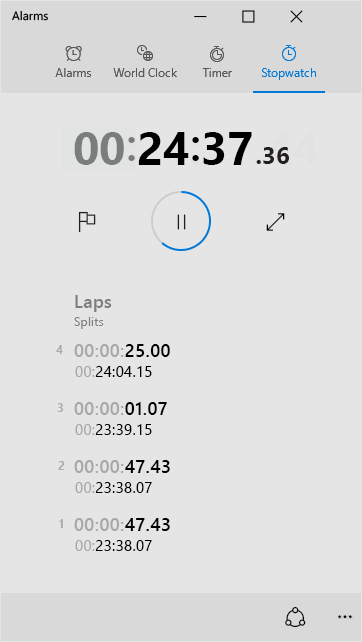 Alarms
Alarms World Clock Timer Stopwatch
00:24:37.36
Laps
Splits
4 00:00:25.00
00:24:04.15
3 00:00:01.07
00:23:39.15
2 00:00:47.43
00:23:38.07
1 00:00:47.43
00:23:38.07